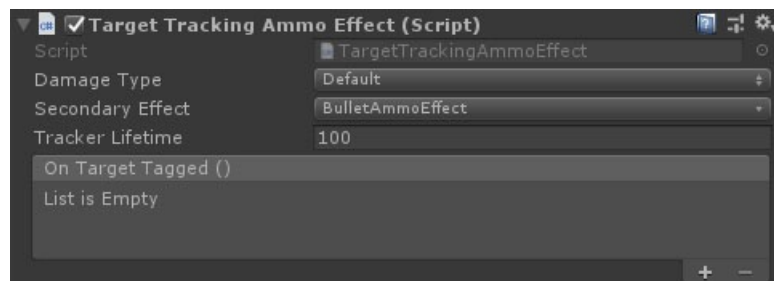 Target Tracking Ammo Effect (Script)
Script TargetTrackingAmmoEffect
Damage Type Default
Secondary Effect BulletAmmoEffect
Tracker Lifetime 100
On Target Tagged ()
List is Empty